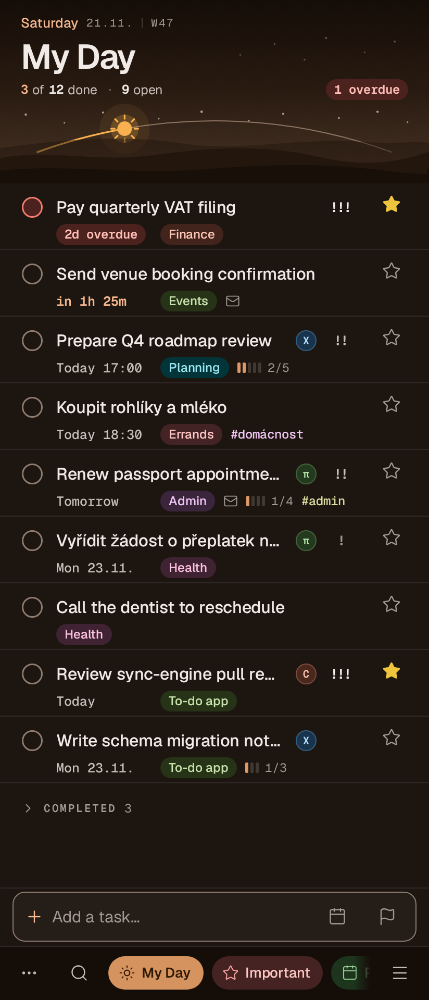 Saturday 21.11. | W47
My Day
3 of 12 done · 9 open
1 overdue
Pay quarterly VAT filing !!!
2d overdue Finance
Send venue booking confirmation
in 1h 25m Events
Prepare Q4 roadmap review X !!
Today 17:00 Planning 2/5
Koupit rohlíky a mléko
Today 18:30 Errands #domácnost
Renew passport appointme… π !!
Tomorrow Admin 1/4 #admin
Vyřídit žádost o přeplatek n… π !
Mon 23.11. Health
Call the dentist to reschedule
Health
Review sync-engine pull re… C !!!
Today To-do app
Write schema migration not… X
Mon 23.11. To-do app 1/3
COMPLETED 3
+ Add a task…
My Day Important